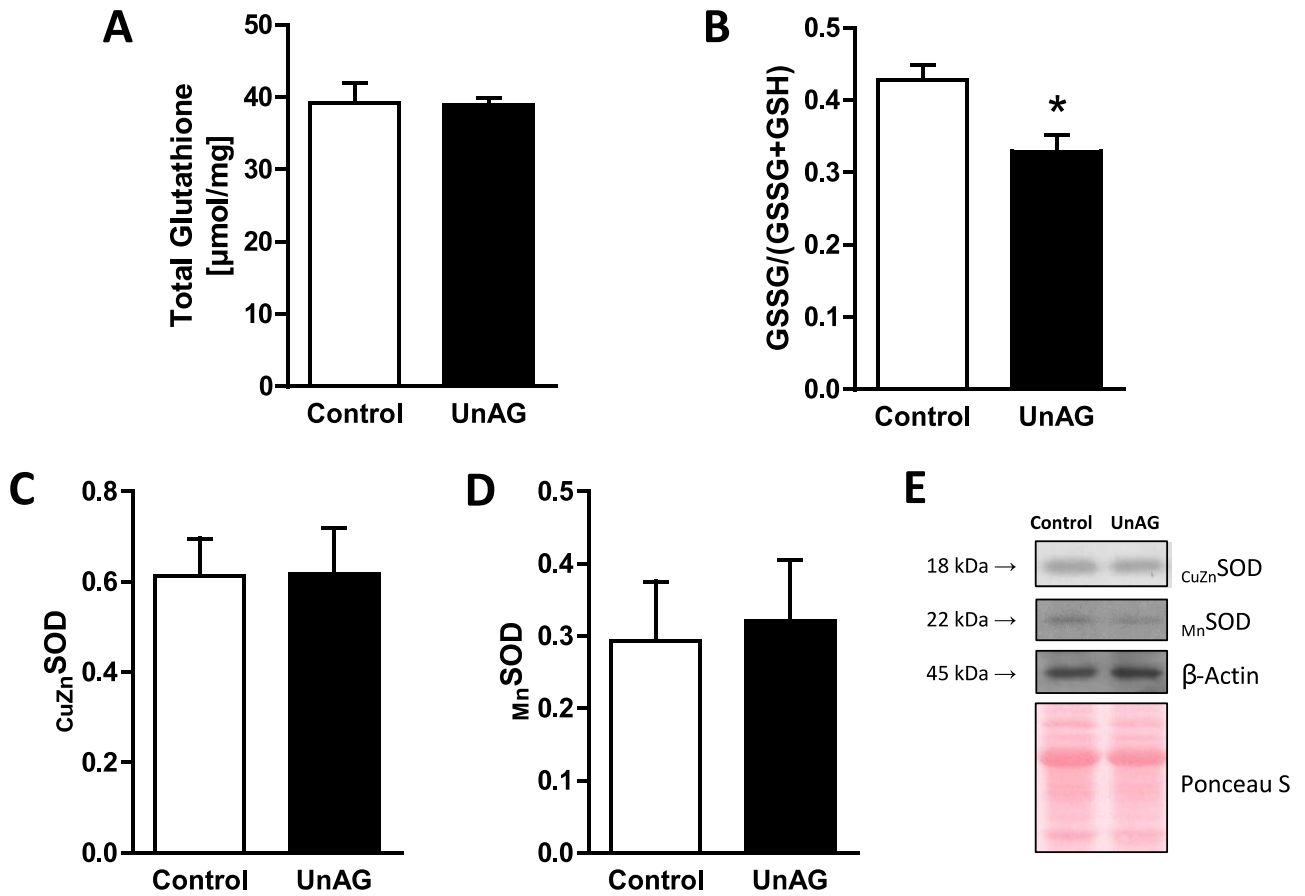 A
Total Glutathione
[µmol/mg]
50
40
30
20
10
0
Control UnAG
B
GSSG/(GSSG+GSH)
0.5
0.4
0.3
0.2
0.1
0.0
*
Control UnAG
C
CuZnSOD
0.8
0.6
0.4
0.2
0.0
Control UnAG
D
MnSOD
0.5
0.4
0.3
0.2
0.1
0.0
Control UnAG
E
Control UnAG
18 kDa → CuZnSOD
22 kDa → MnSOD
45 kDa → β-Actin
Ponceau S